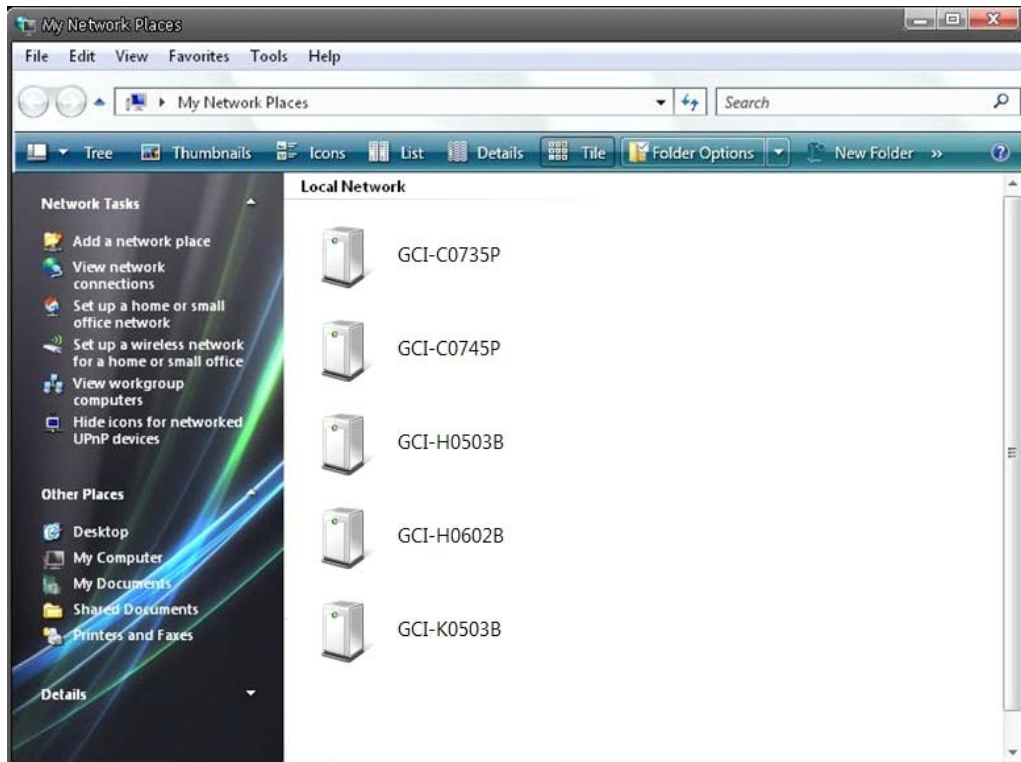 My Network Places
File Edit View Favorites Tools Help
My Network Places Search
Tree Thumbnails Icons List Details Tile Folder Options New Folder »
Network Tasks
Add a network place
View network
connections
Set up a home or small
office network
Set up a wireless network
for a home or small office
View workgroup
computers
Hide icons for networked
UPnP devices
Other Places
Desktop
My Computer
My Documents
Shared Documents
Printers and Faxes
Details
Local Network
GCI-C0735P
GCI-C0745P
GCI-H0503B
GCI-H0602B
GCI-K0503B